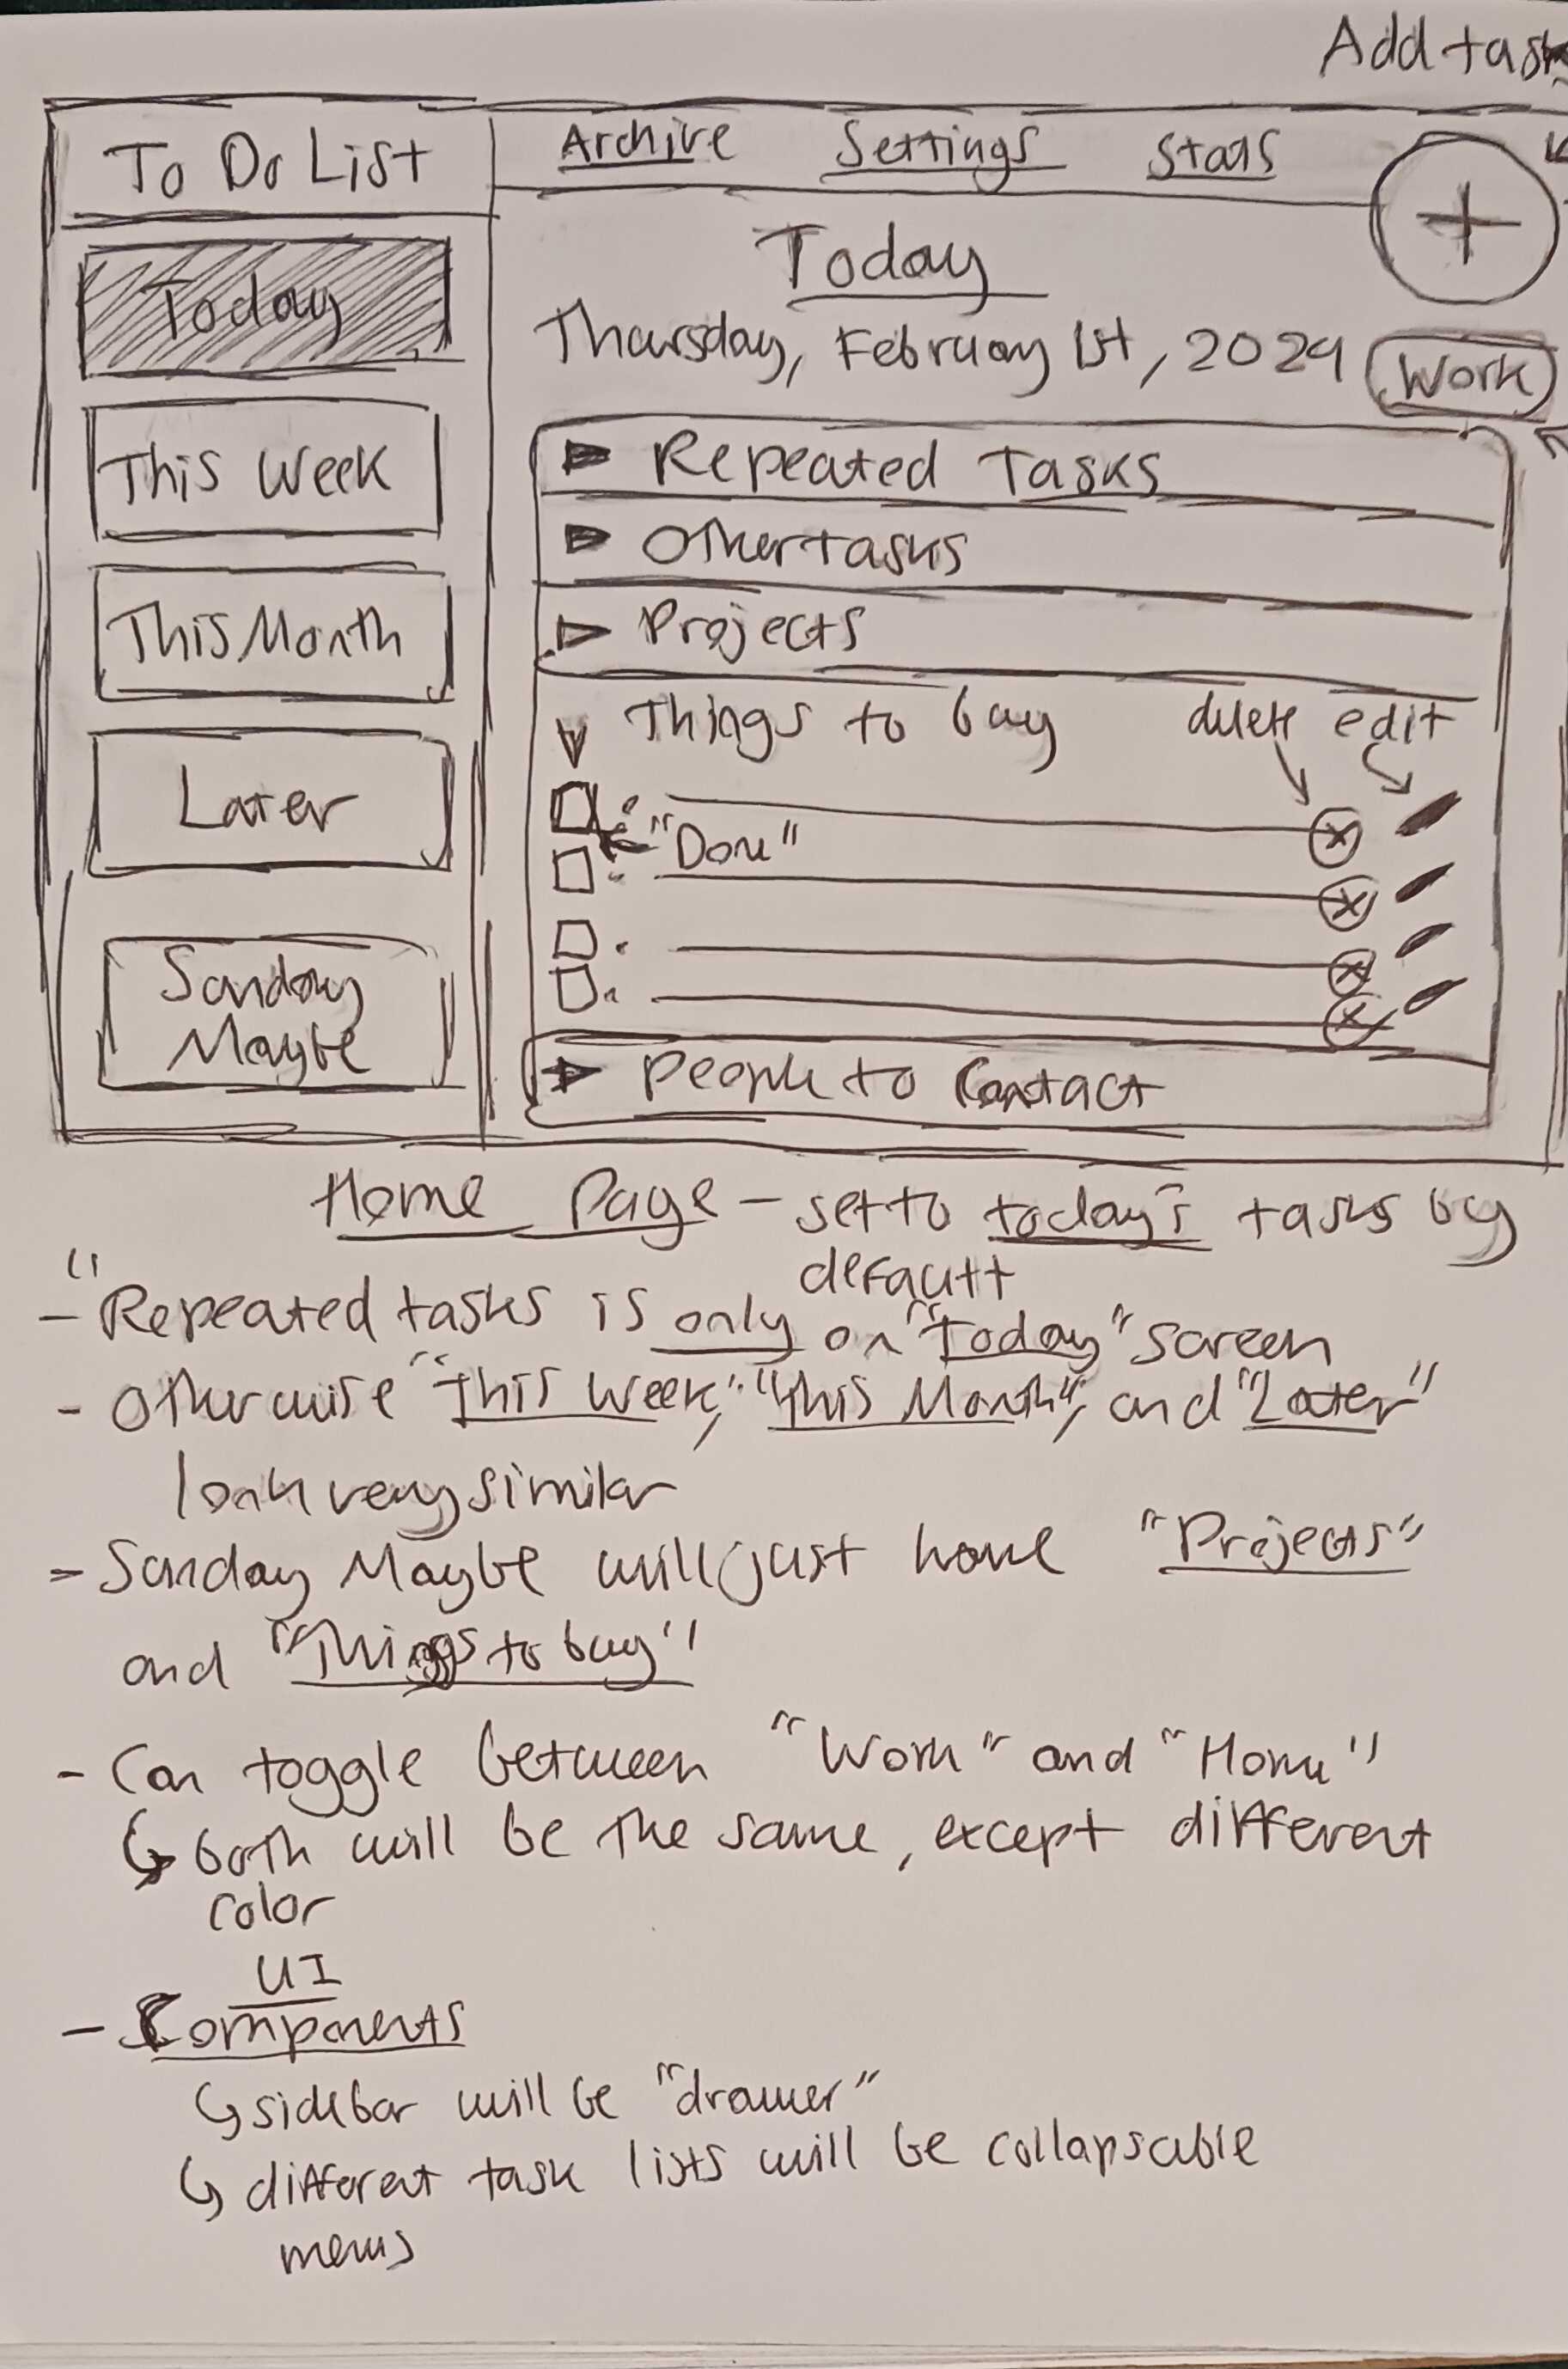 Add task
To Do List
Archive Settings Stats
+
Today
Today
Thursday, February 1st, 2024
Work
This Week
Repeated Tasks
Other tasks
This Month
Projects
Things to buy
delete edit
Later
"Done"
Sunday
Maybe
People to Contact
Home Page - set to today's tasks by
default
- "Repeated tasks is only on "Today" screen
- Otherwise "This Week," "This Month", and "Later"
look very similar
- Sunday Maybe will just have "Projects"
and "Things to buy"
- Can toggle between "Work" and "Home"
↳ both will be the same, except different
color
UI
- Components
↳ sidebar will be "drawer"
↳ different task lists will be collapsable
menus